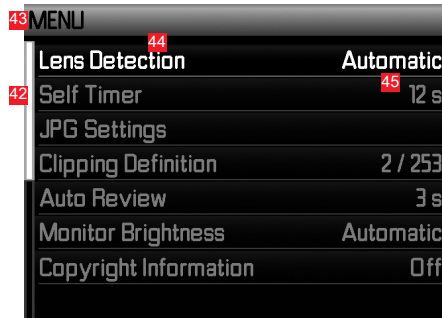 43 MENU
44
Lens Detection Automatic
45
42 Self Timer 12 s
JPG Settings
Clipping Definition 2 / 253
Auto Review 3 s
Monitor Brightness Automatic
Copyright Information Off